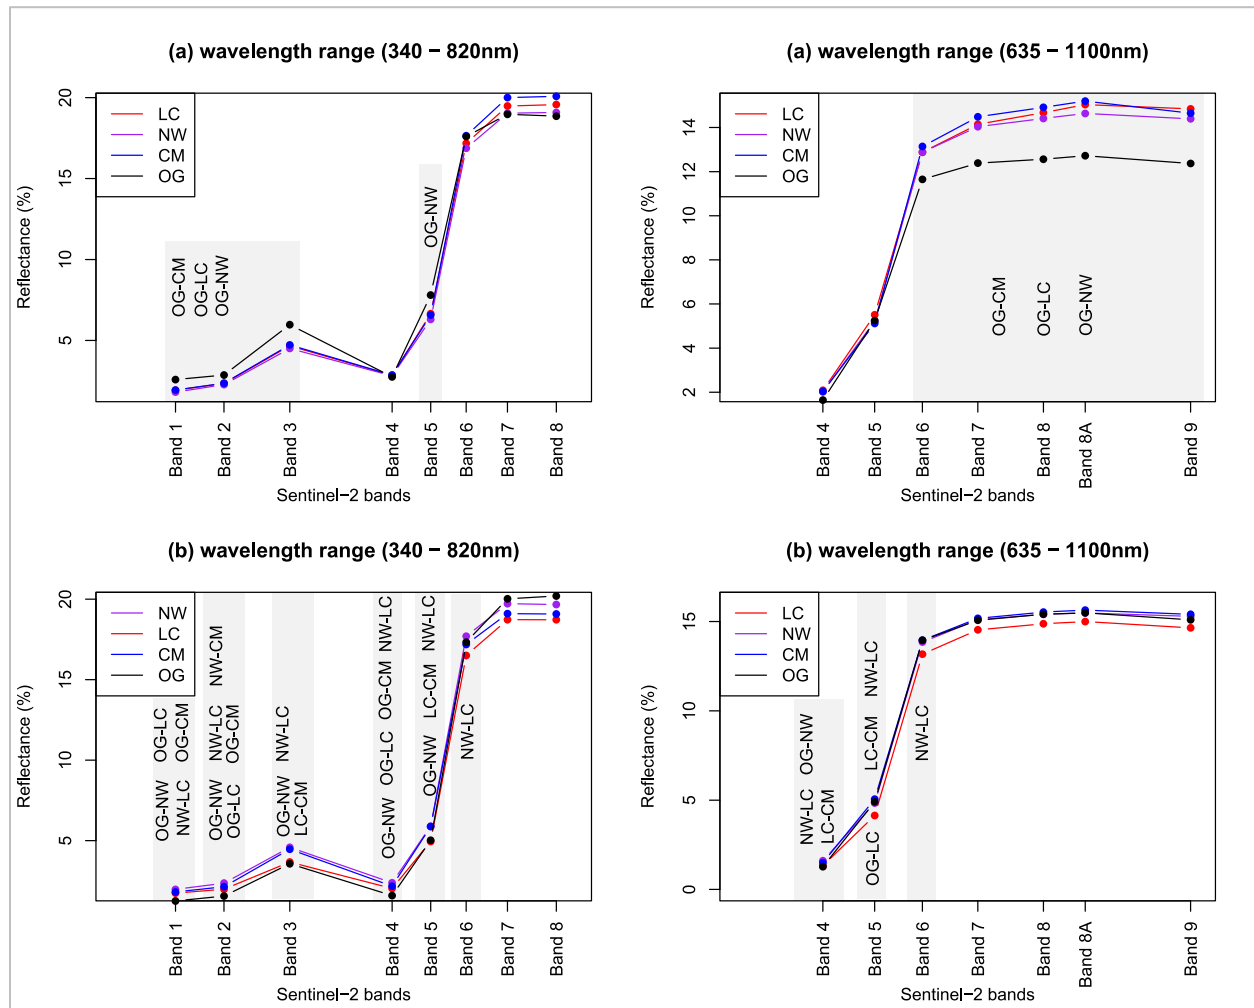 (a) wavelength range (340 − 820nm)
Reflectance (%)
20
15
10
5
LC
NW
CM
OG
OG-CM
OG-LC
OG-NW
OG-NW
Band 1
Band 2
Band 3
Band 4
Band 5
Band 6
Band 7
Band 8
Sentinel−2 bands
(a) wavelength range (635 − 1100nm)
Reflectance (%)
14
12
10
8
6
4
2
LC
NW
CM
OG
OG-CM
OG-LC
OG-NW
Band 4
Band 5
Band 6
Band 7
Band 8
Band 8A
Band 9
Sentinel−2 bands
(b) wavelength range (340 − 820nm)
Reflectance (%)
20
15
10
5
NW
LC
CM
OG
OG-NW OG-LC
NW-LC OG-CM
OG-NW NW-LC NW-CM
OG-LC OG-CM
OG-NW NW-LC
LC-CM
OG-NW OG-LC OG-CM NW-LC
OG-NW LC-CM NW-LC
NW-LC
Band 1
Band 2
Band 3
Band 4
Band 5
Band 6
Band 7
Band 8
Sentinel−2 bands
(b) wavelength range (635 − 1100nm)
Reflectance (%)
15
10
5
0
LC
NW
CM
OG
NW-LC OG-NW
LC-CM
OG-LC LC-CM NW-LC
NW-LC
Band 4
Band 5
Band 6
Band 7
Band 8
Band 8A
Band 9
Sentinel−2 bands